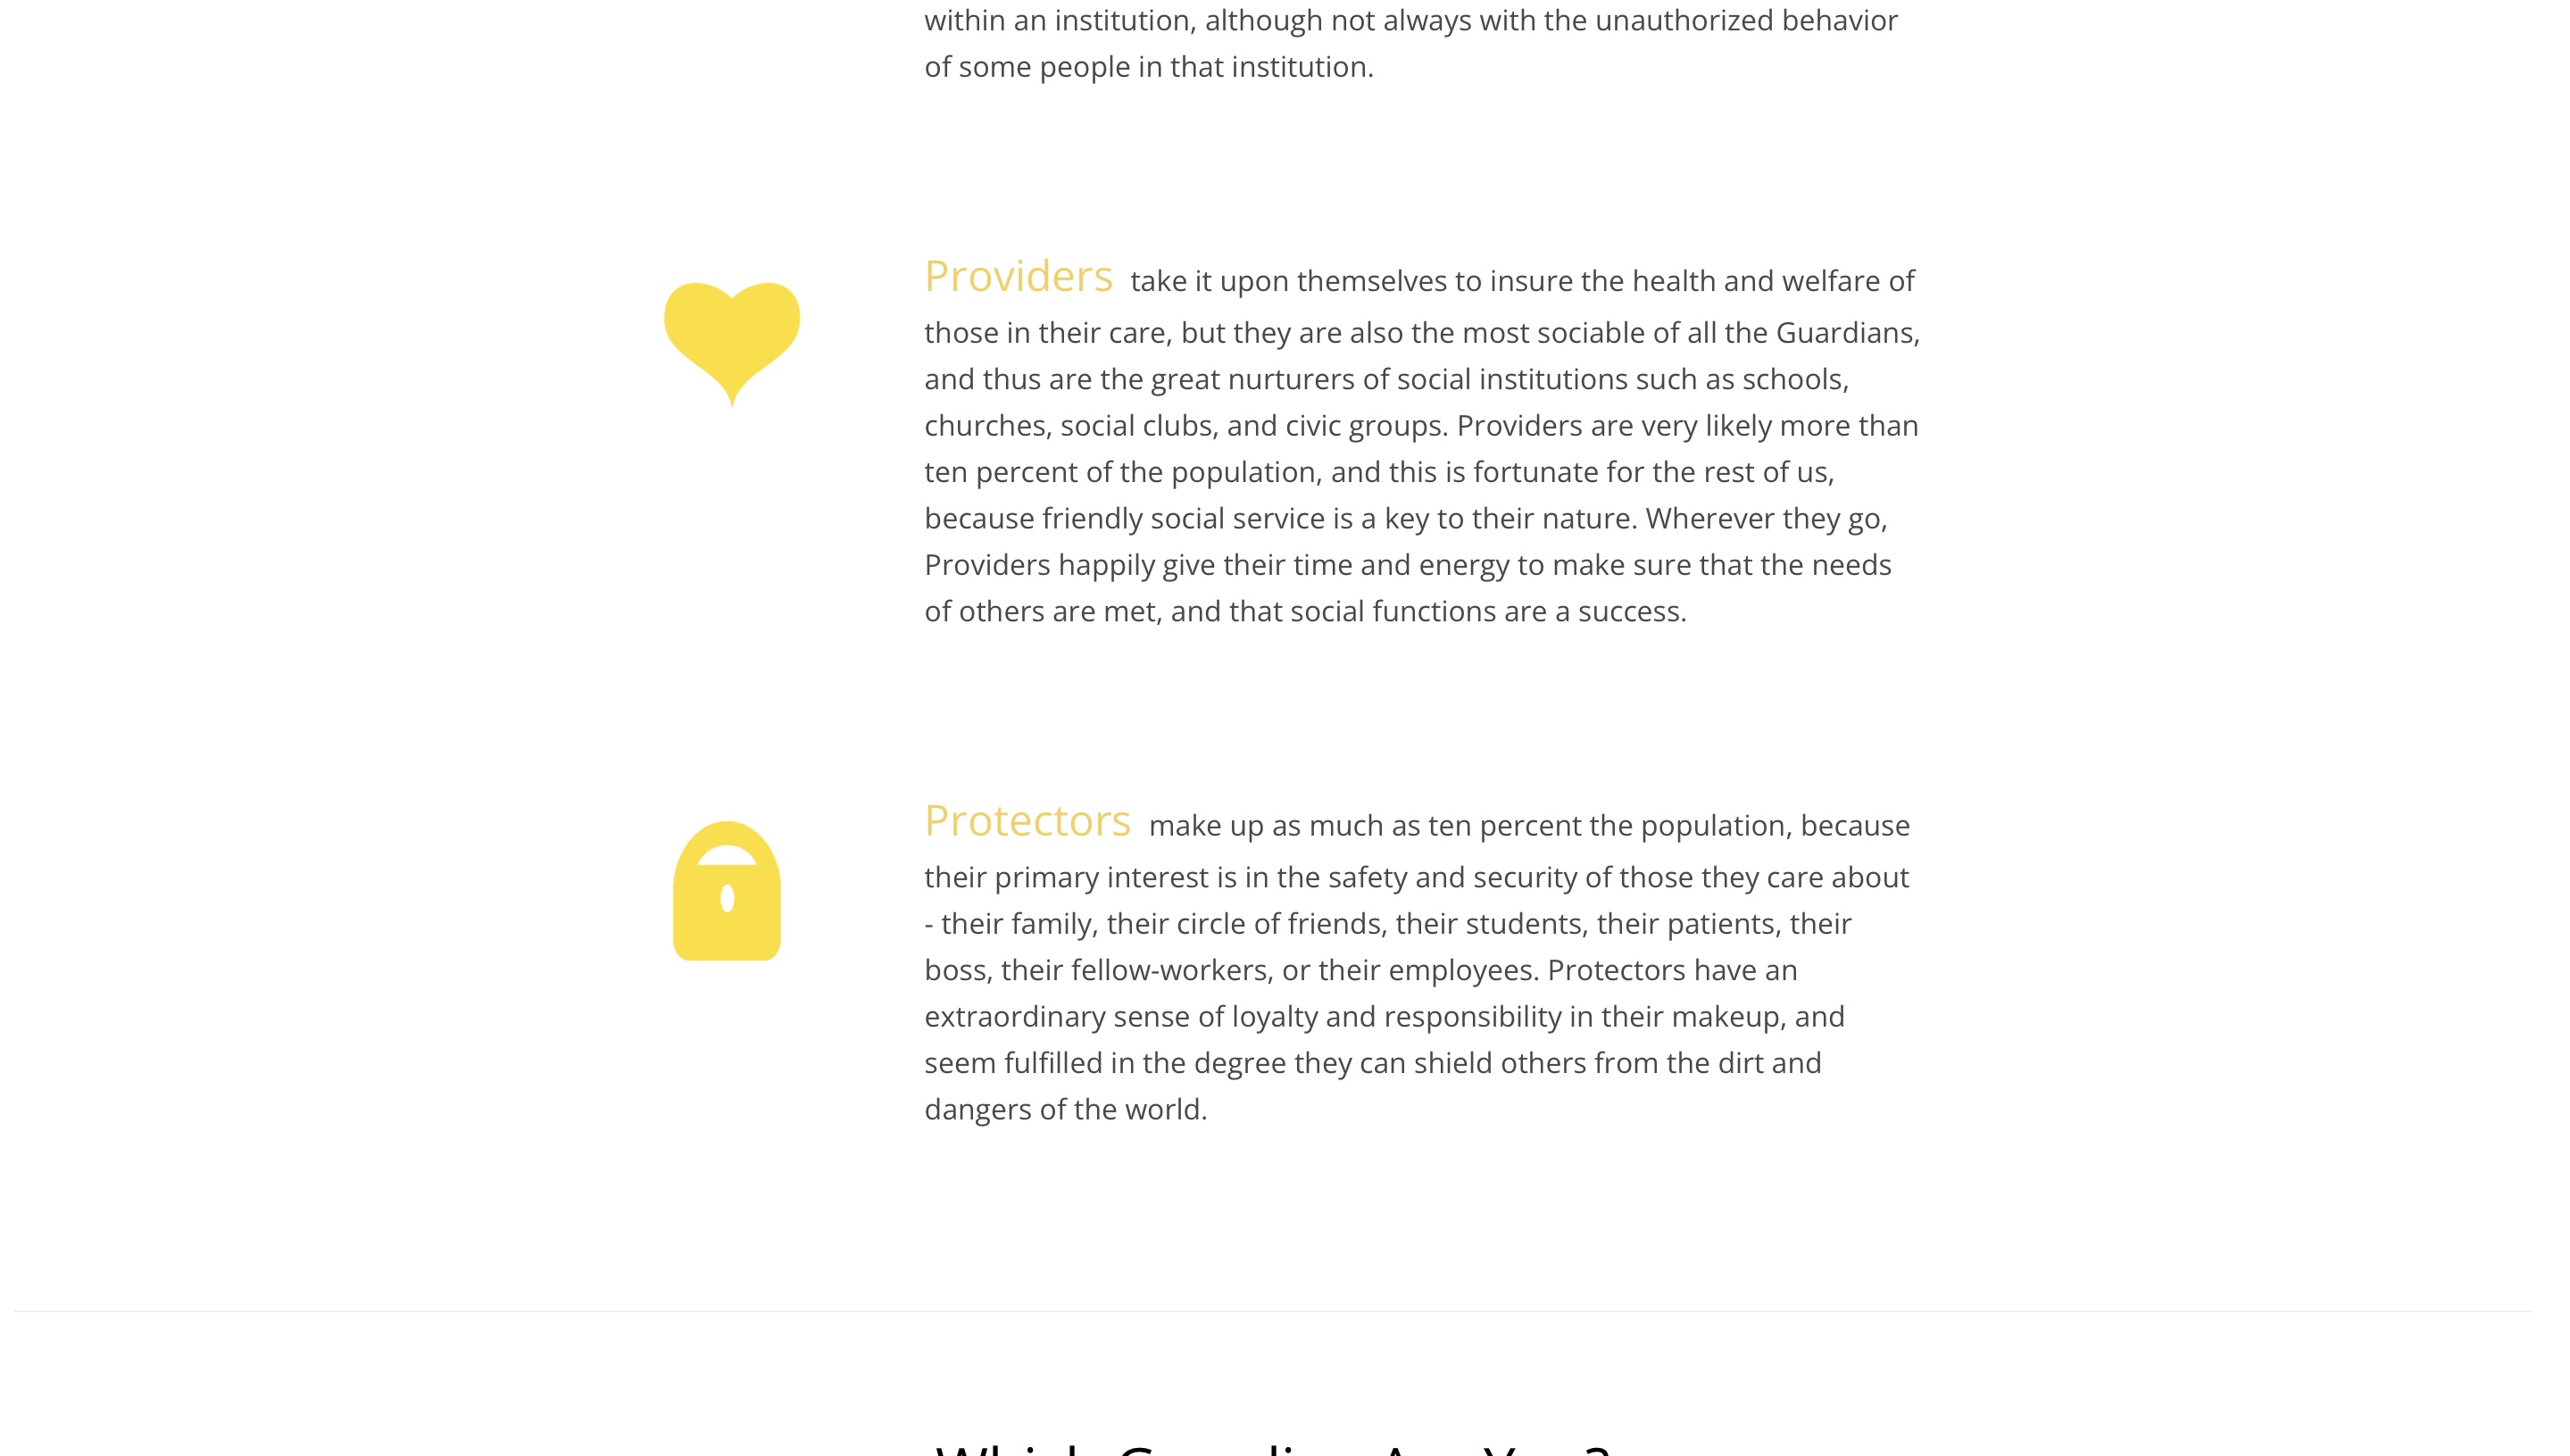 within an institution, although not always with the unauthorized behavior
of some people in that institution.
Providers take it upon themselves to insure the health and welfare of
those in their care, but they are also the most sociable of all the Guardians,
and thus are the great nurturers of social institutions such as schools,
churches, social clubs, and civic groups. Providers are very likely more than
ten percent of the population, and this is fortunate for the rest of us,
because friendly social service is a key to their nature. Wherever they go,
Providers happily give their time and energy to make sure that the needs
of others are met, and that social functions are a success.
Protectors make up as much as ten percent the population, because
their primary interest is in the safety and security of those they care about
- their family, their circle of friends, their students, their patients, their
boss, their fellow-workers, or their employees. Protectors have an
extraordinary sense of loyalty and responsibility in their makeup, and
seem fulfilled in the degree they can shield others from the dirt and
dangers of the world.
Which Guardian Are You?